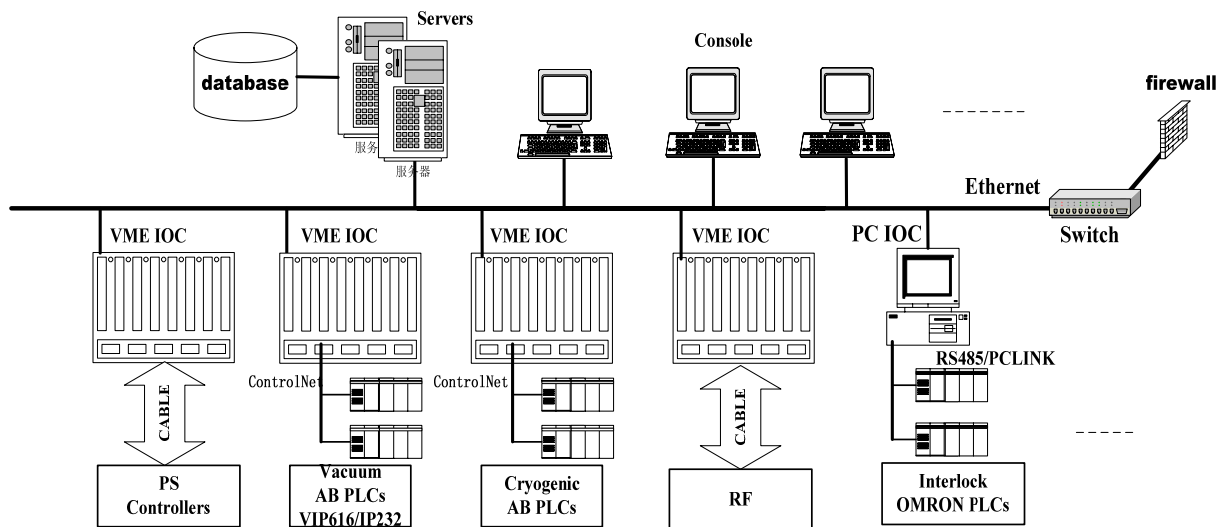 Servers
Console
database
firewall
服务
服务器
Ethernet
Switch
VME IOC
VME IOC
VME IOC
VME IOC
PC IOC
RS485/PCLINK
ControlNet
ControlNet
CABLE
CABLE
PS
Controllers
Vacuum
AB PLCs
VIP616/IP232
Cryogenic
AB PLCs
RF
Interlock
OMRON PLCs